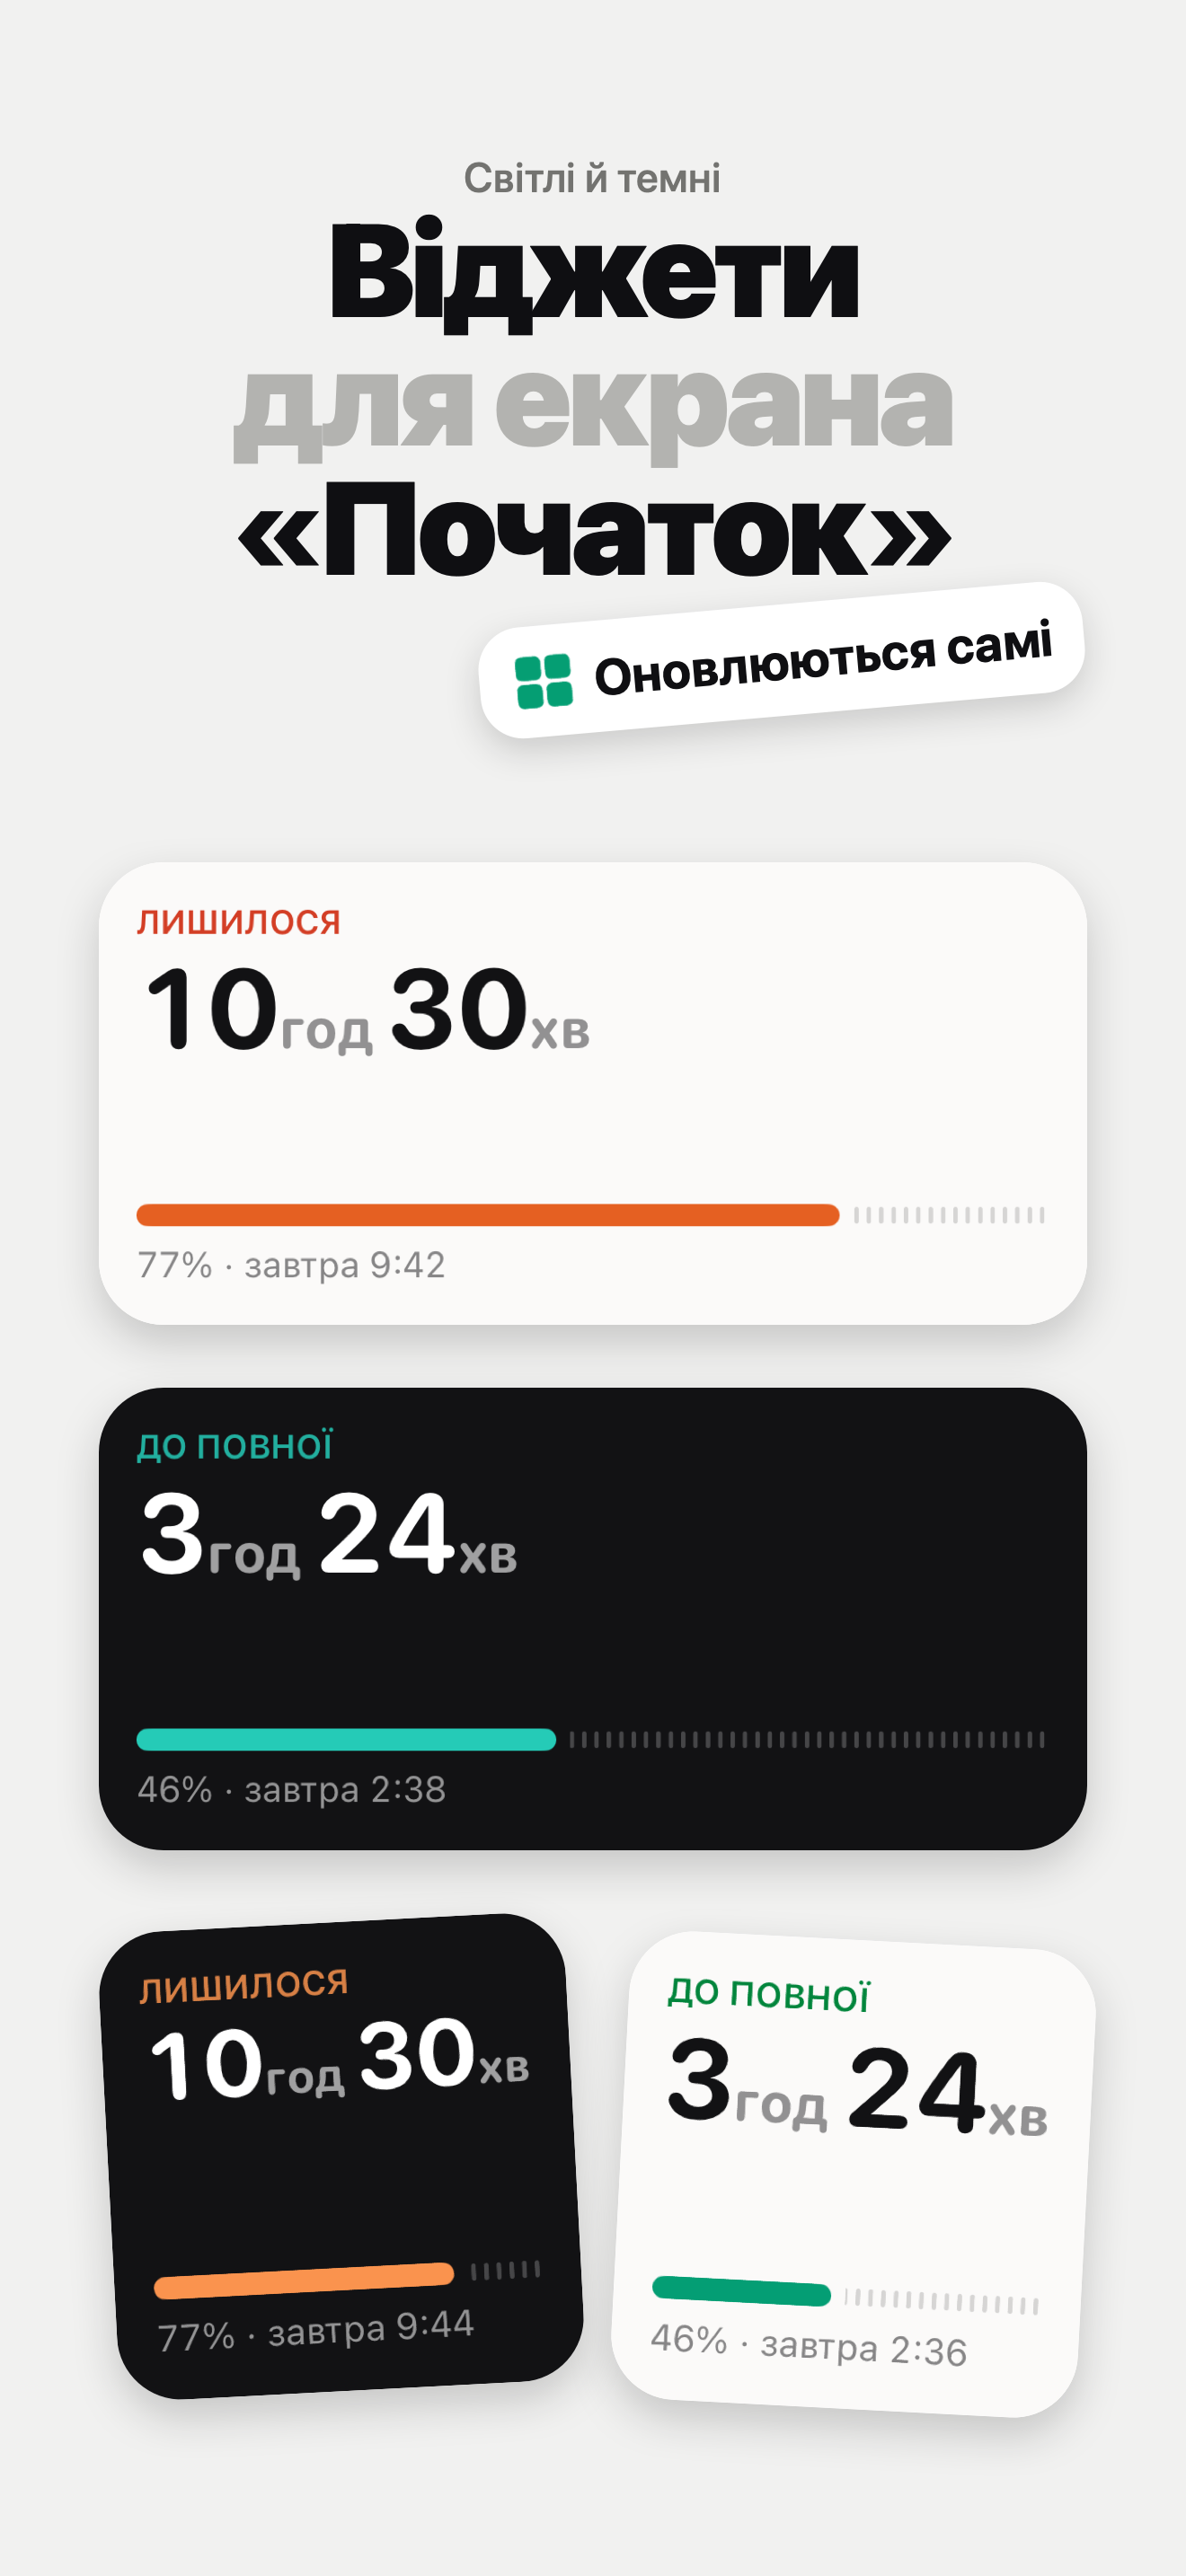 Світлі й темні
Віджети
для екрана
«Початок»
Оновлюються самі
ЛИШИЛОСЯ
10год 30хв
77% · завтра 9:42
ДО ПОВНОЇ
3год 24хв
46% · завтра 2:38
ЛИШИЛОСЯ
10год 30хв
77% · завтра 9:44
ДО ПОВНОЇ
3год 24хв
46% · завтра 2:36